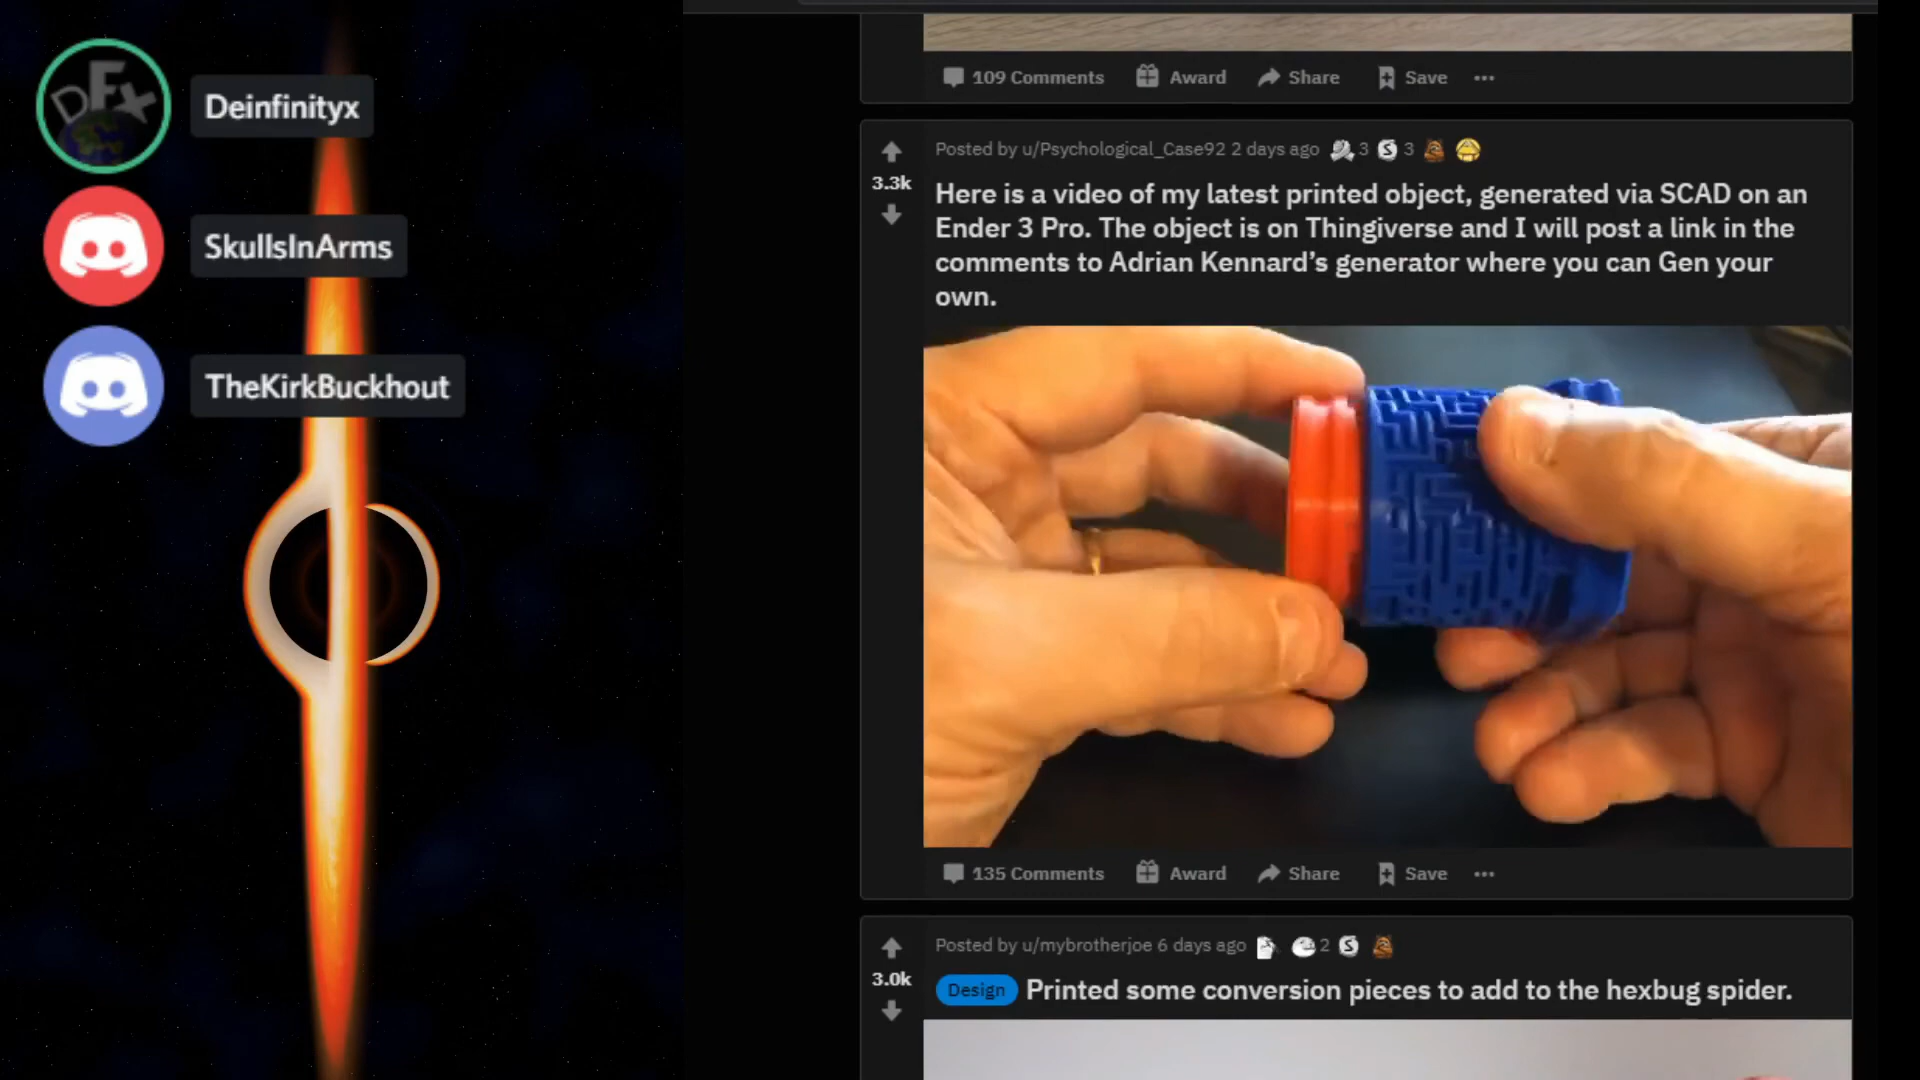 DFX
Deinfinityx
SkullsInArms
TheKirkBuckhout
109 Comments Award Share Save
Posted by u/Psychological_Case92 2 days ago 3 S 3
3.3k
Here is a video of my latest printed object, generated via SCAD on an
Ender 3 Pro. The object is on Thingiverse and I will post a link in the
comments to Adrian Kennard’s generator where you can Gen your
own.
135 Comments Award Share Save
Posted by u/mybrotherjoe 6 days ago 2 S
3.0k
Design Printed some conversion pieces to add to the hexbug spider.